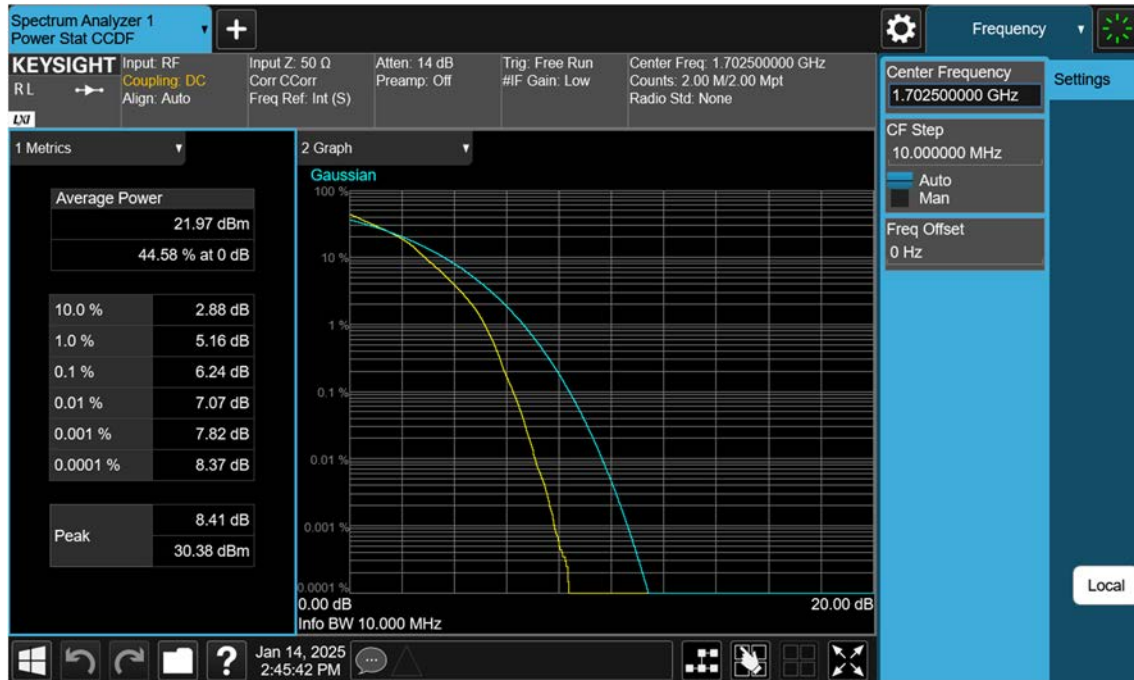 Spectrum Analyzer 1
Power Stat CCDF
Frequency
KEYSIGHT
R L
LXI
Input: RF
Coupling: DC
Align: Auto
Input Z: 50 Ω
Corr CCorr
Freq Ref: Int (S)
Atten: 14 dB
Preamp: Off
Trig: Free Run
#IF Gain: Low
Center Freq: 1.702500000 GHz
Counts: 2.00 M/2.00 Mpt
Radio Std: None
Center Frequency
1.702500000 GHz
Settings
CF Step
10.000000 MHz
Auto
Man
Freq Offset
0 Hz
Local
1 Metrics
Average Power
21.97 dBm
44.58 % at 0 dB
10.0 % 2.88 dB
1.0 % 5.16 dB
0.1 % 6.24 dB
0.01 % 7.07 dB
0.001 % 7.82 dB
0.0001 % 8.37 dB
Peak
8.41 dB
30.38 dBm
2 Graph
Gaussian
100 %
10 %
1 %
0.1 %
0.01 %
0.001 %
0.0001 %
0.00 dB 20.00 dB
Info BW 10.000 MHz
?
Jan 14, 2025
2:45:42 PM